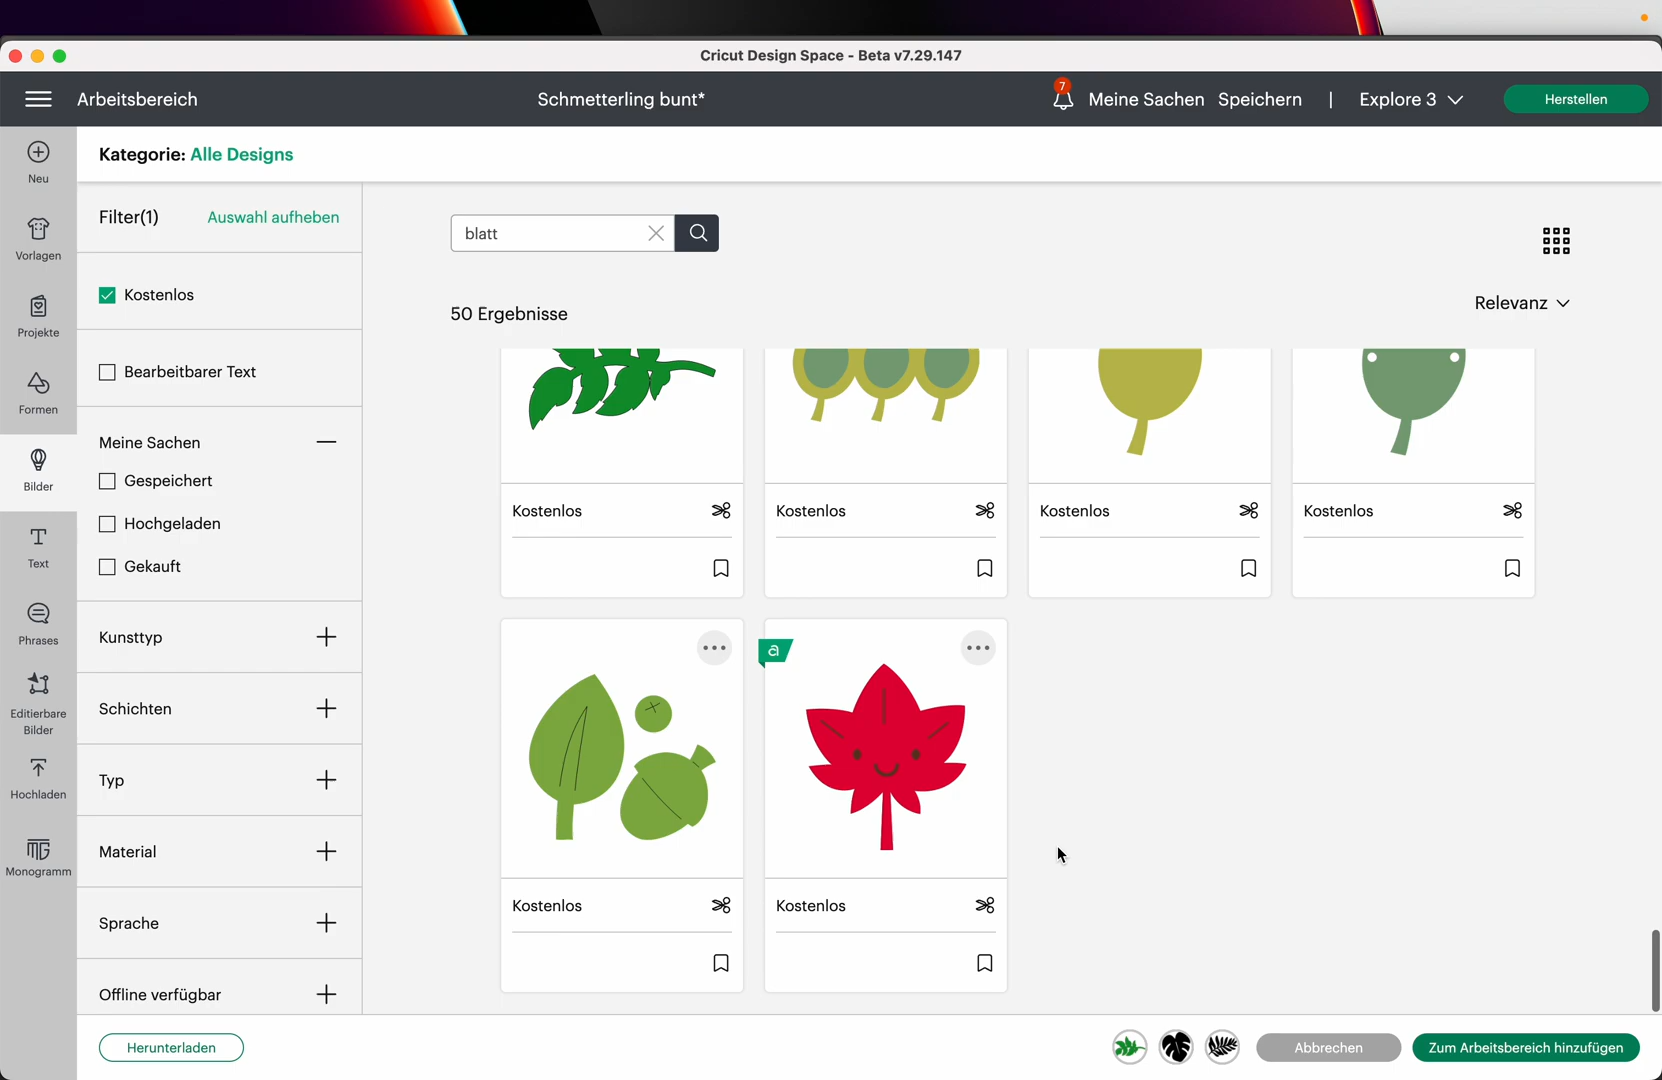 Cricut Design Space - Beta v7.29.147
Arbeitsbereich
Schmetterling bunt*
7
Meine Sachen
Speichern
|
Explore 3
Herstellen
Neu
Vorlagen
Projekte
Formen
Bilder
Text
Phrases
Editierbare
Bilder
Hochladen
Monogramm
Kategorie: Alle Designs
Filter(1)
Auswahl aufheben
Kostenlos
Bearbeitbarer Text
Meine Sachen
Gespeichert
Hochgeladen
Gekauft
Kunsttyp
Schichten
Typ
Material
Sprache
Offline verfügbar
blatt
50 Ergebnisse
Relevanz
Kostenlos
Kostenlos
Kostenlos
Kostenlos
a
Kostenlos
Kostenlos
Herunterladen
Abbrechen
Zum Arbeitsbereich hinzufügen